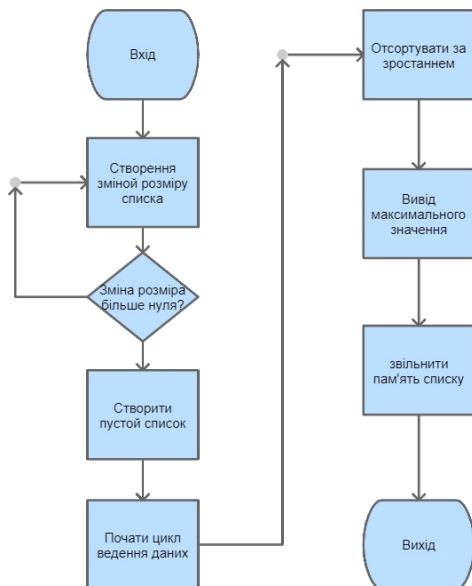 Вхід
Створення
зміной розміру
списка
Зміна розміра
більше нуля?
Створити
пустой список
Почати цикл
ведення даних
Отсортувати за
зростаннем
Вивід
максимального
значення
звільнити
пам'ять списку
Вихід